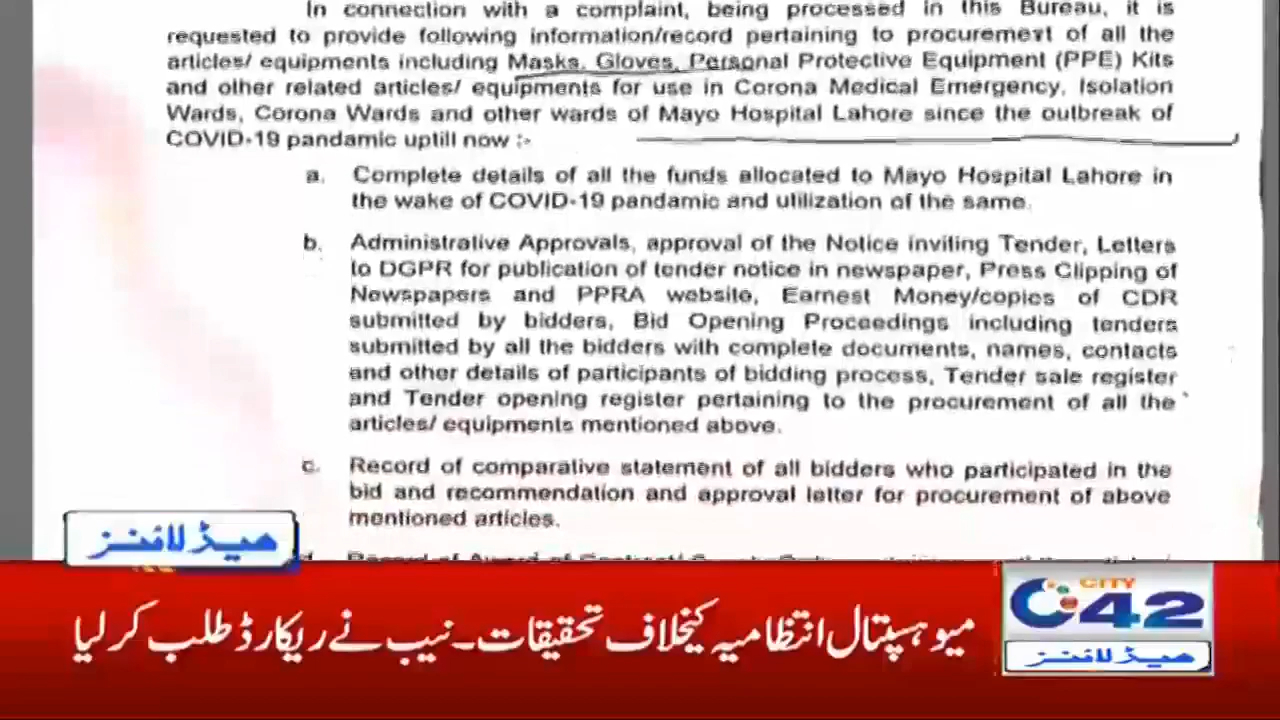 In connection with a complaint, being processed in this Bureau, it is
requested to provide following information/record pertaining to procurement of all the
articles/ equipments including Masks, Gloves, Personal Protective Equipment (PPE) Kits
and other related articles/ equipments for use in Corona Medical Emergency, Isolation
Wards, Corona Wards and other wards of Mayo Hospital Lahore since the outbreak of
COVID-19 pandamic uptill now :-
a. Complete details of all the funds allocated to Mayo Hospital Lahore in
the wake of COVID-19 pandamic and utilization of the same.
b. Administrative Approvals, approval of the Notice inviting Tender, Letters
to DGPR for publication of tender notice in newspaper, Press Clipping of
Newspapers and PPRA website, Earnest Money/copies of CDR
submitted by bidders, Bid Opening Proceedings including tenders
submitted by all the bidders with complete documents, names, contacts
and other details of participants of bidding process, Tender sale register
and Tender opening register pertaining to the procurement of all the
articles/ equipments mentioned above.
c. Record of comparative statement of all bidders who participated in the
bid and recommendation and approval letter for procurement of above
mentioned articles.
ہیڈ لائنز
میو ہسپتال انتظامیہ کیخلاف تحقیقات۔نیب نے ریکارڈ طلب کر لیا
CITY
42
ہیڈ لائنز